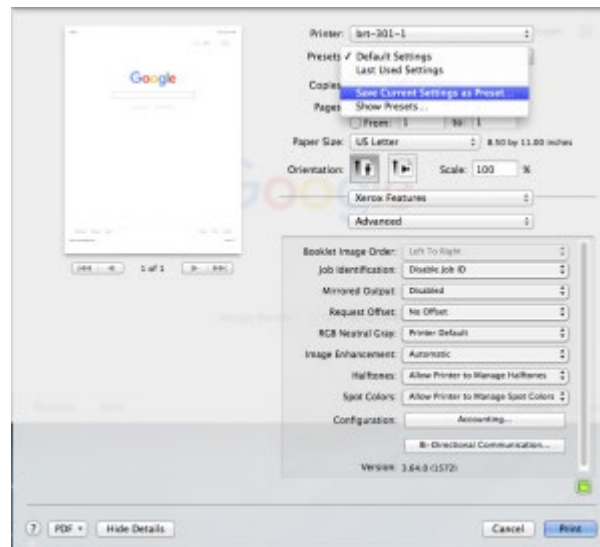 Printer: brt-301-1
Presets ✓ Default Settings
Last Used Settings
Copies
Save Current Settings as Preset...
Pages
Show Presets...
From: 1 to: 1
Paper Size: US Letter 8.50 by 11.00 inches
Orientation: Scale: 100 %
Google
Xerox Features
Advanced
Booklet Image Order: Left To Right
1 of 1
Job Identification: Disable Job ID
Mirrored Output: Disabled
Request Offset: No Offset
RGB Neutral Gray: Printer Default
Image Enhancement: Automatic
Halftones: Allow Printer to Manage Halftones
Spot Colors: Allow Printer to Manage Spot Colors
Configuration: Accounting...
Bi-Directional Communication...
Version: 3.64.0 (1572)
? PDF Hide Details Cancel Print